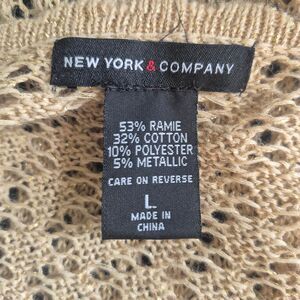 NEW YORK & COMPANY
53% RAMIE
32% COTTON
10% POLYESTER
5% METALLIC
CARE ON REVERSE
L
MADE IN
CHINA